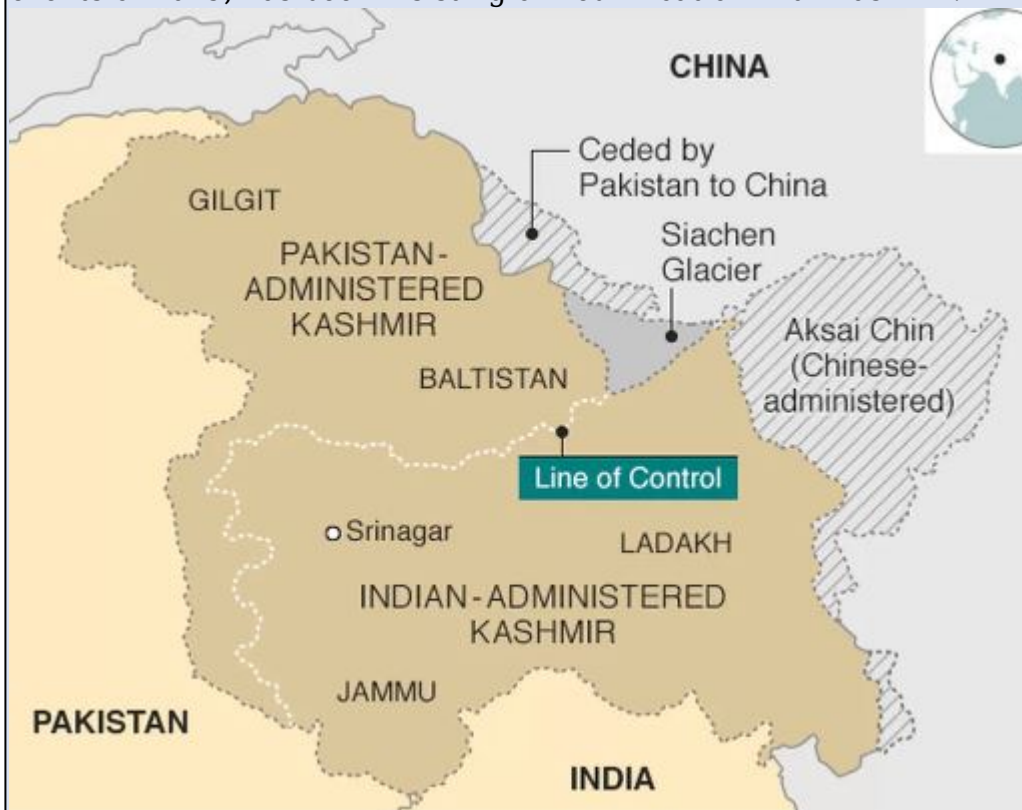 CHINA
Ceded by
Pakistan to China
GILGIT
Siachen
Glacier
PAKISTAN-
ADMINISTERED
KASHMIR
Aksai Chin
(Chinese-
administered)
BALTISTAN
Line of Control
Srinagar
LADAKH
INDIAN-ADMINISTERED
KASHMIR
JAMMU
PAKISTAN
INDIA